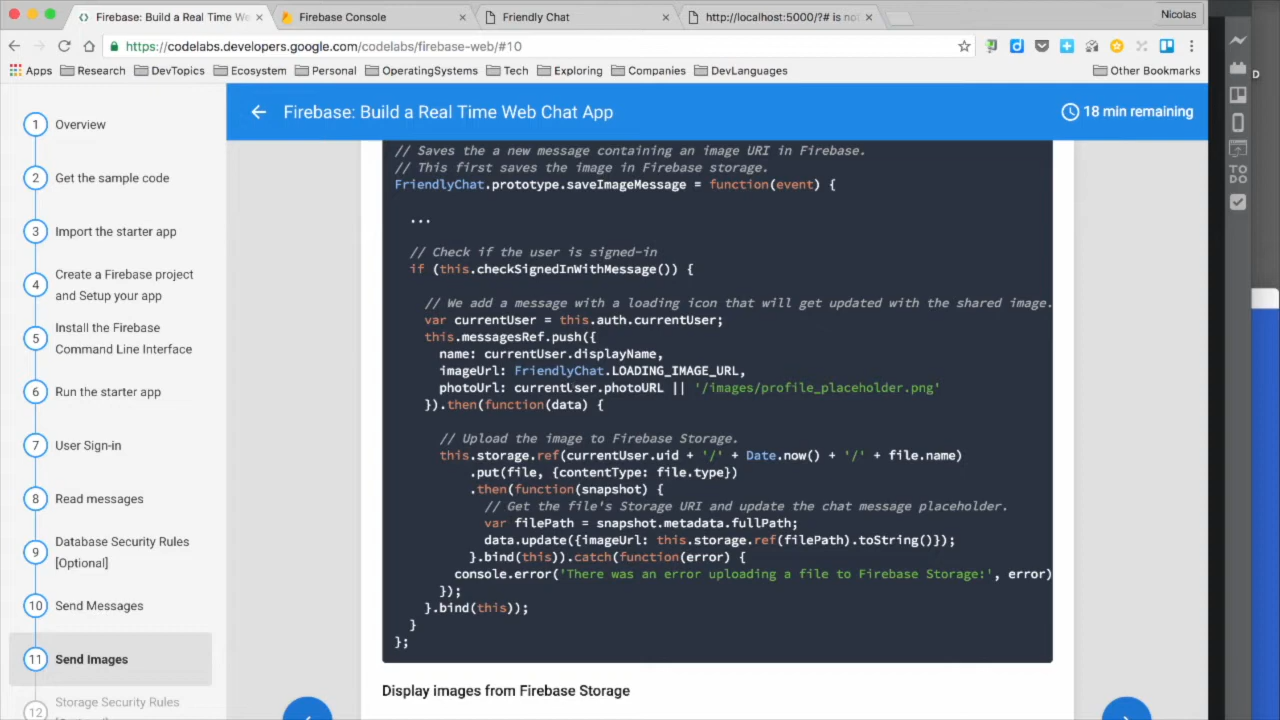 Firebase: Build a Real Time We
Firebase Console
Friendly Chat
http://localhost:5000/?# is no
Nicolas
https://codelabs.developers.google.com/codelabs/firebase-web/#10
Apps
Research
DevTopics
Ecosystem
Personal
OperatingSystems
Tech
Exploring
Companies
DevLanguages
Other Bookmarks
Firebase: Build a Real Time Web Chat App
18 min remaining
1 Overview
2 Get the sample code
3 Import the starter app
4 Create a Firebase project
and Setup your app
5 Install the Firebase
Command Line Interface
6 Run the starter app
7 User Sign-in
8 Read messages
9 Database Security Rules
[Optional]
10 Send Messages
11 Send Images
12 Storage Security Rules
// Saves the a new message containing an image URI in Firebase.
// This first saves the image in Firebase storage.
FriendlyChat.prototype.saveImageMessage = function(event) {
...
// Check if the user is signed-in
if (this.checkSignedInWithMessage()) {
// We add a message with a loading icon that will get updated with the shared image.
var currentUser = this.auth.currentUser;
this.messagesRef.push({
name: currentUser.displayName,
imageUrl: FriendlyChat.LOADING_IMAGE_URL,
photoUrl: currentUser.photoURL || '/images/profile_placeholder.png'
}).then(function(data) {
// Upload the image to Firebase Storage.
this.storage.ref(currentUser.uid + '/' + Date.now() + '/' + file.name)
.put(file, {contentType: file.type})
.then(function(snapshot) {
// Get the file's Storage URI and update the chat message placeholder.
var filePath = snapshot.metadata.fullPath;
data.update({imageUrl: this.storage.ref(filePath).toString()});
}.bind(this)).catch(function(error) {
console.error('There was an error uploading a file to Firebase Storage:', error)
});
}.bind(this));
}
};
Display images from Firebase Storage
TO
DO
D